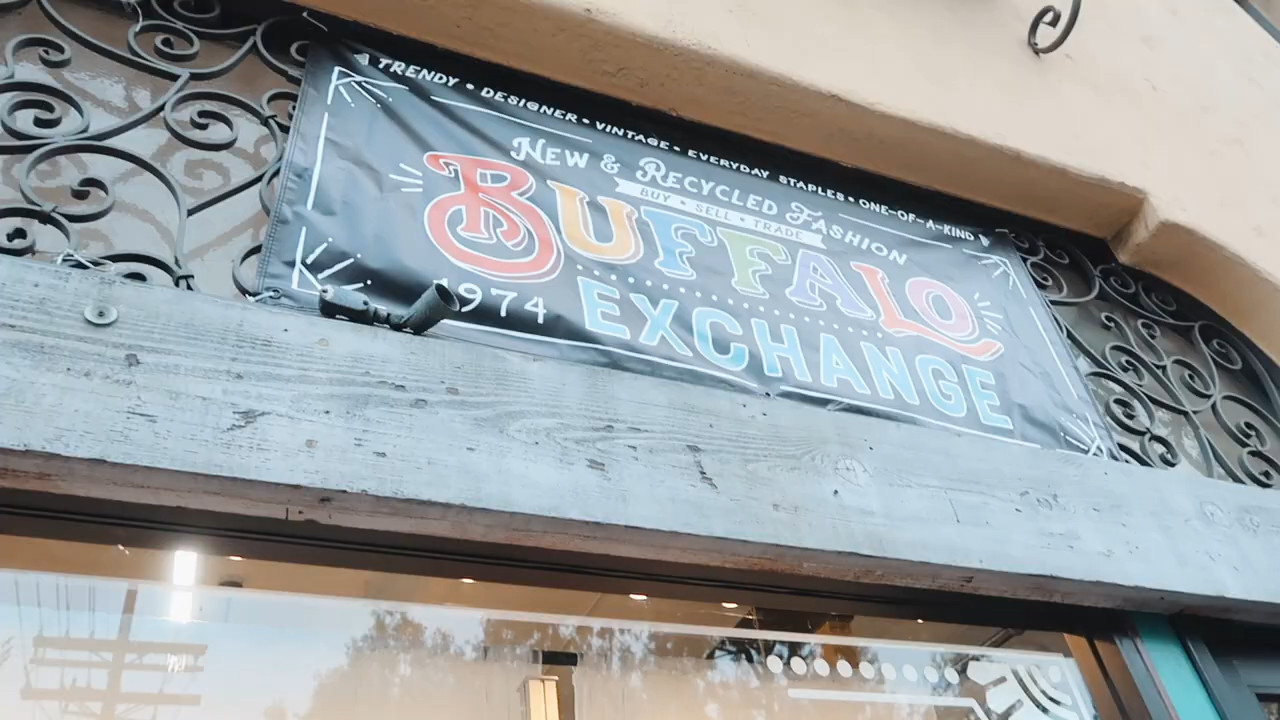 TRENDY • DESIGNER • VINTAGE • EVERYDAY STAPLES • ONE-OF-A-KIND
NEW & RECYCLED FASHION
BUY • SELL • TRADE
BUFFALO
1974 EXCHANGE